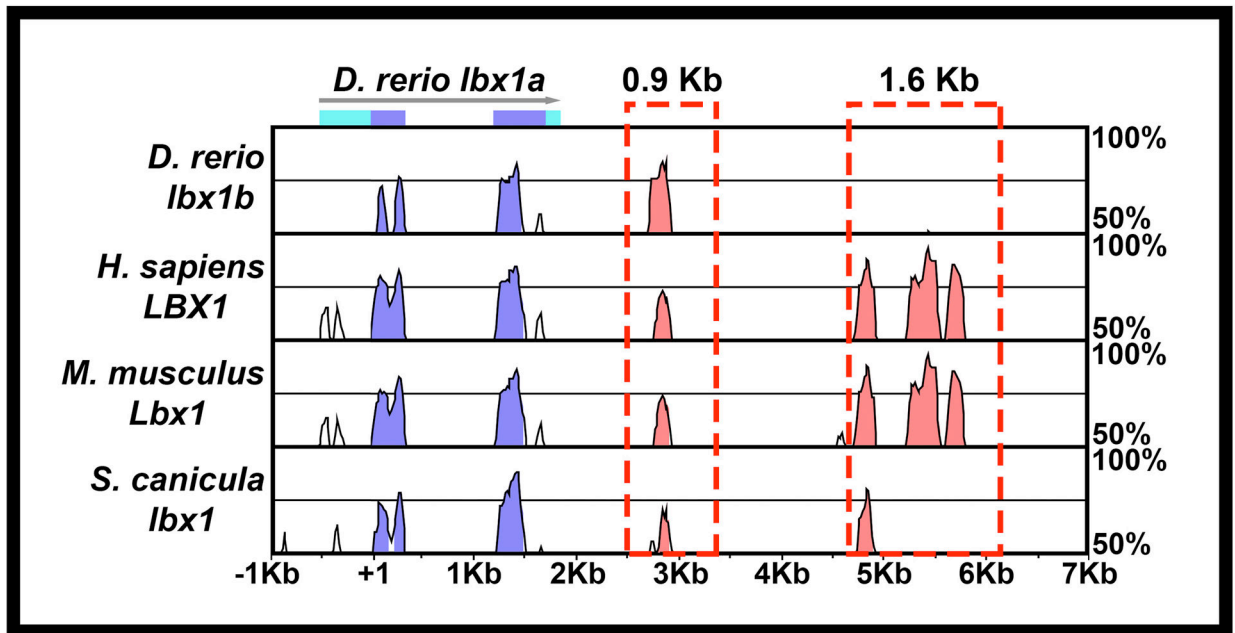 D. rerio lbx1a
0.9 Kb
1.6 Kb
D. rerio
lbx1b
100%
50%
H. sapiens
LBX1
100%
50%
M. musculus
Lbx1
100%
50%
S. canicula
lbx1
100%
50%
-1Kb +1 1Kb 2Kb 3Kb 4Kb 5Kb 6Kb 7Kb